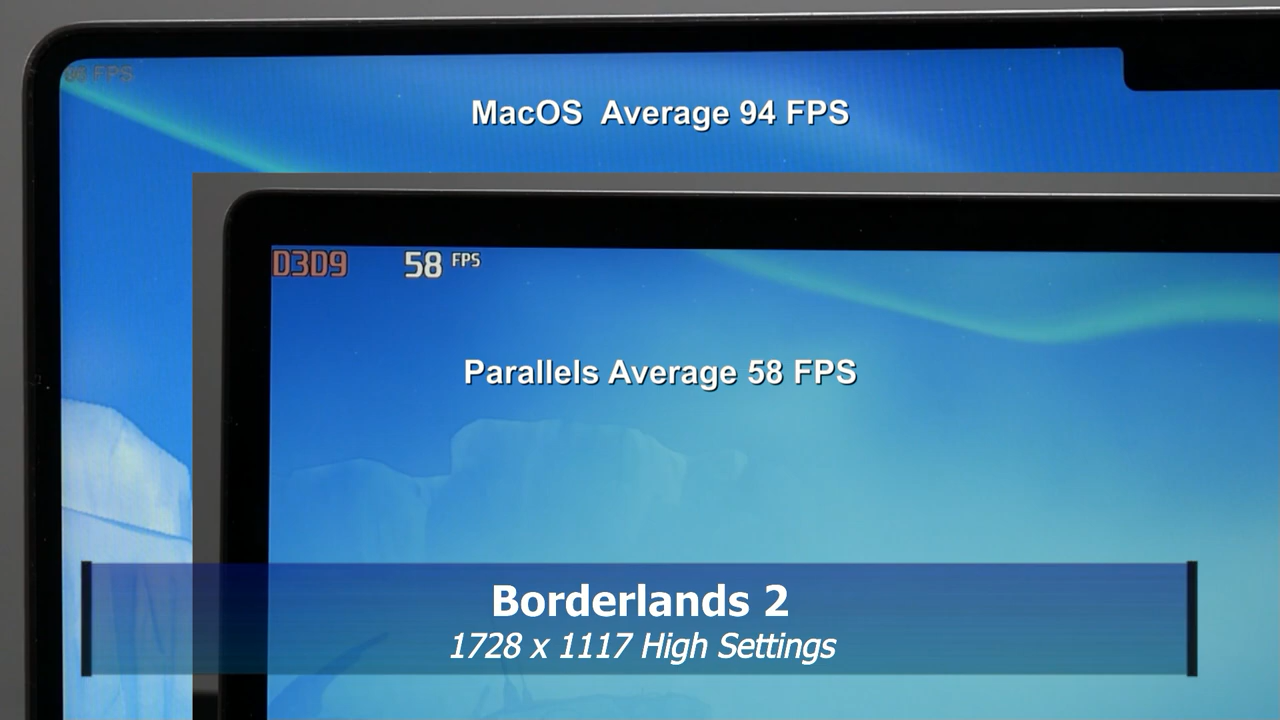 MacOS  Average 94 FPS
D3D9 58 FPS
Parallels Average 58 FPS
Borderlands 2
1728 x 1117 High Settings